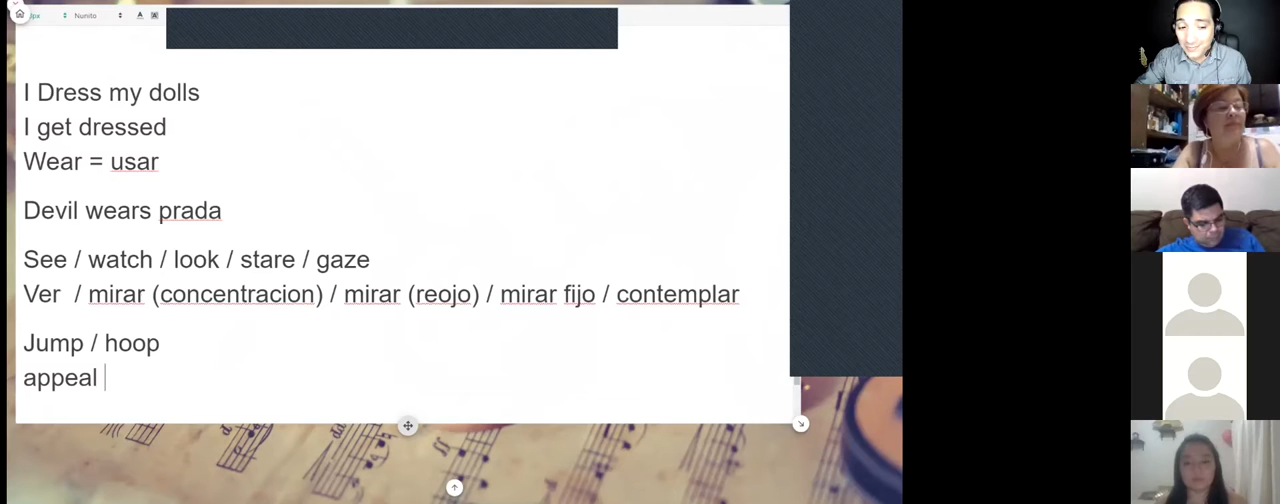 Nunito
I Dress my dolls
I get dressed
Wear = usar
Devil wears prada
See / watch / look / stare / gaze
Ver / mirar (concentracion) / mirar (reojo) / mirar fijo / contemplar
Jump / hoop
appeal